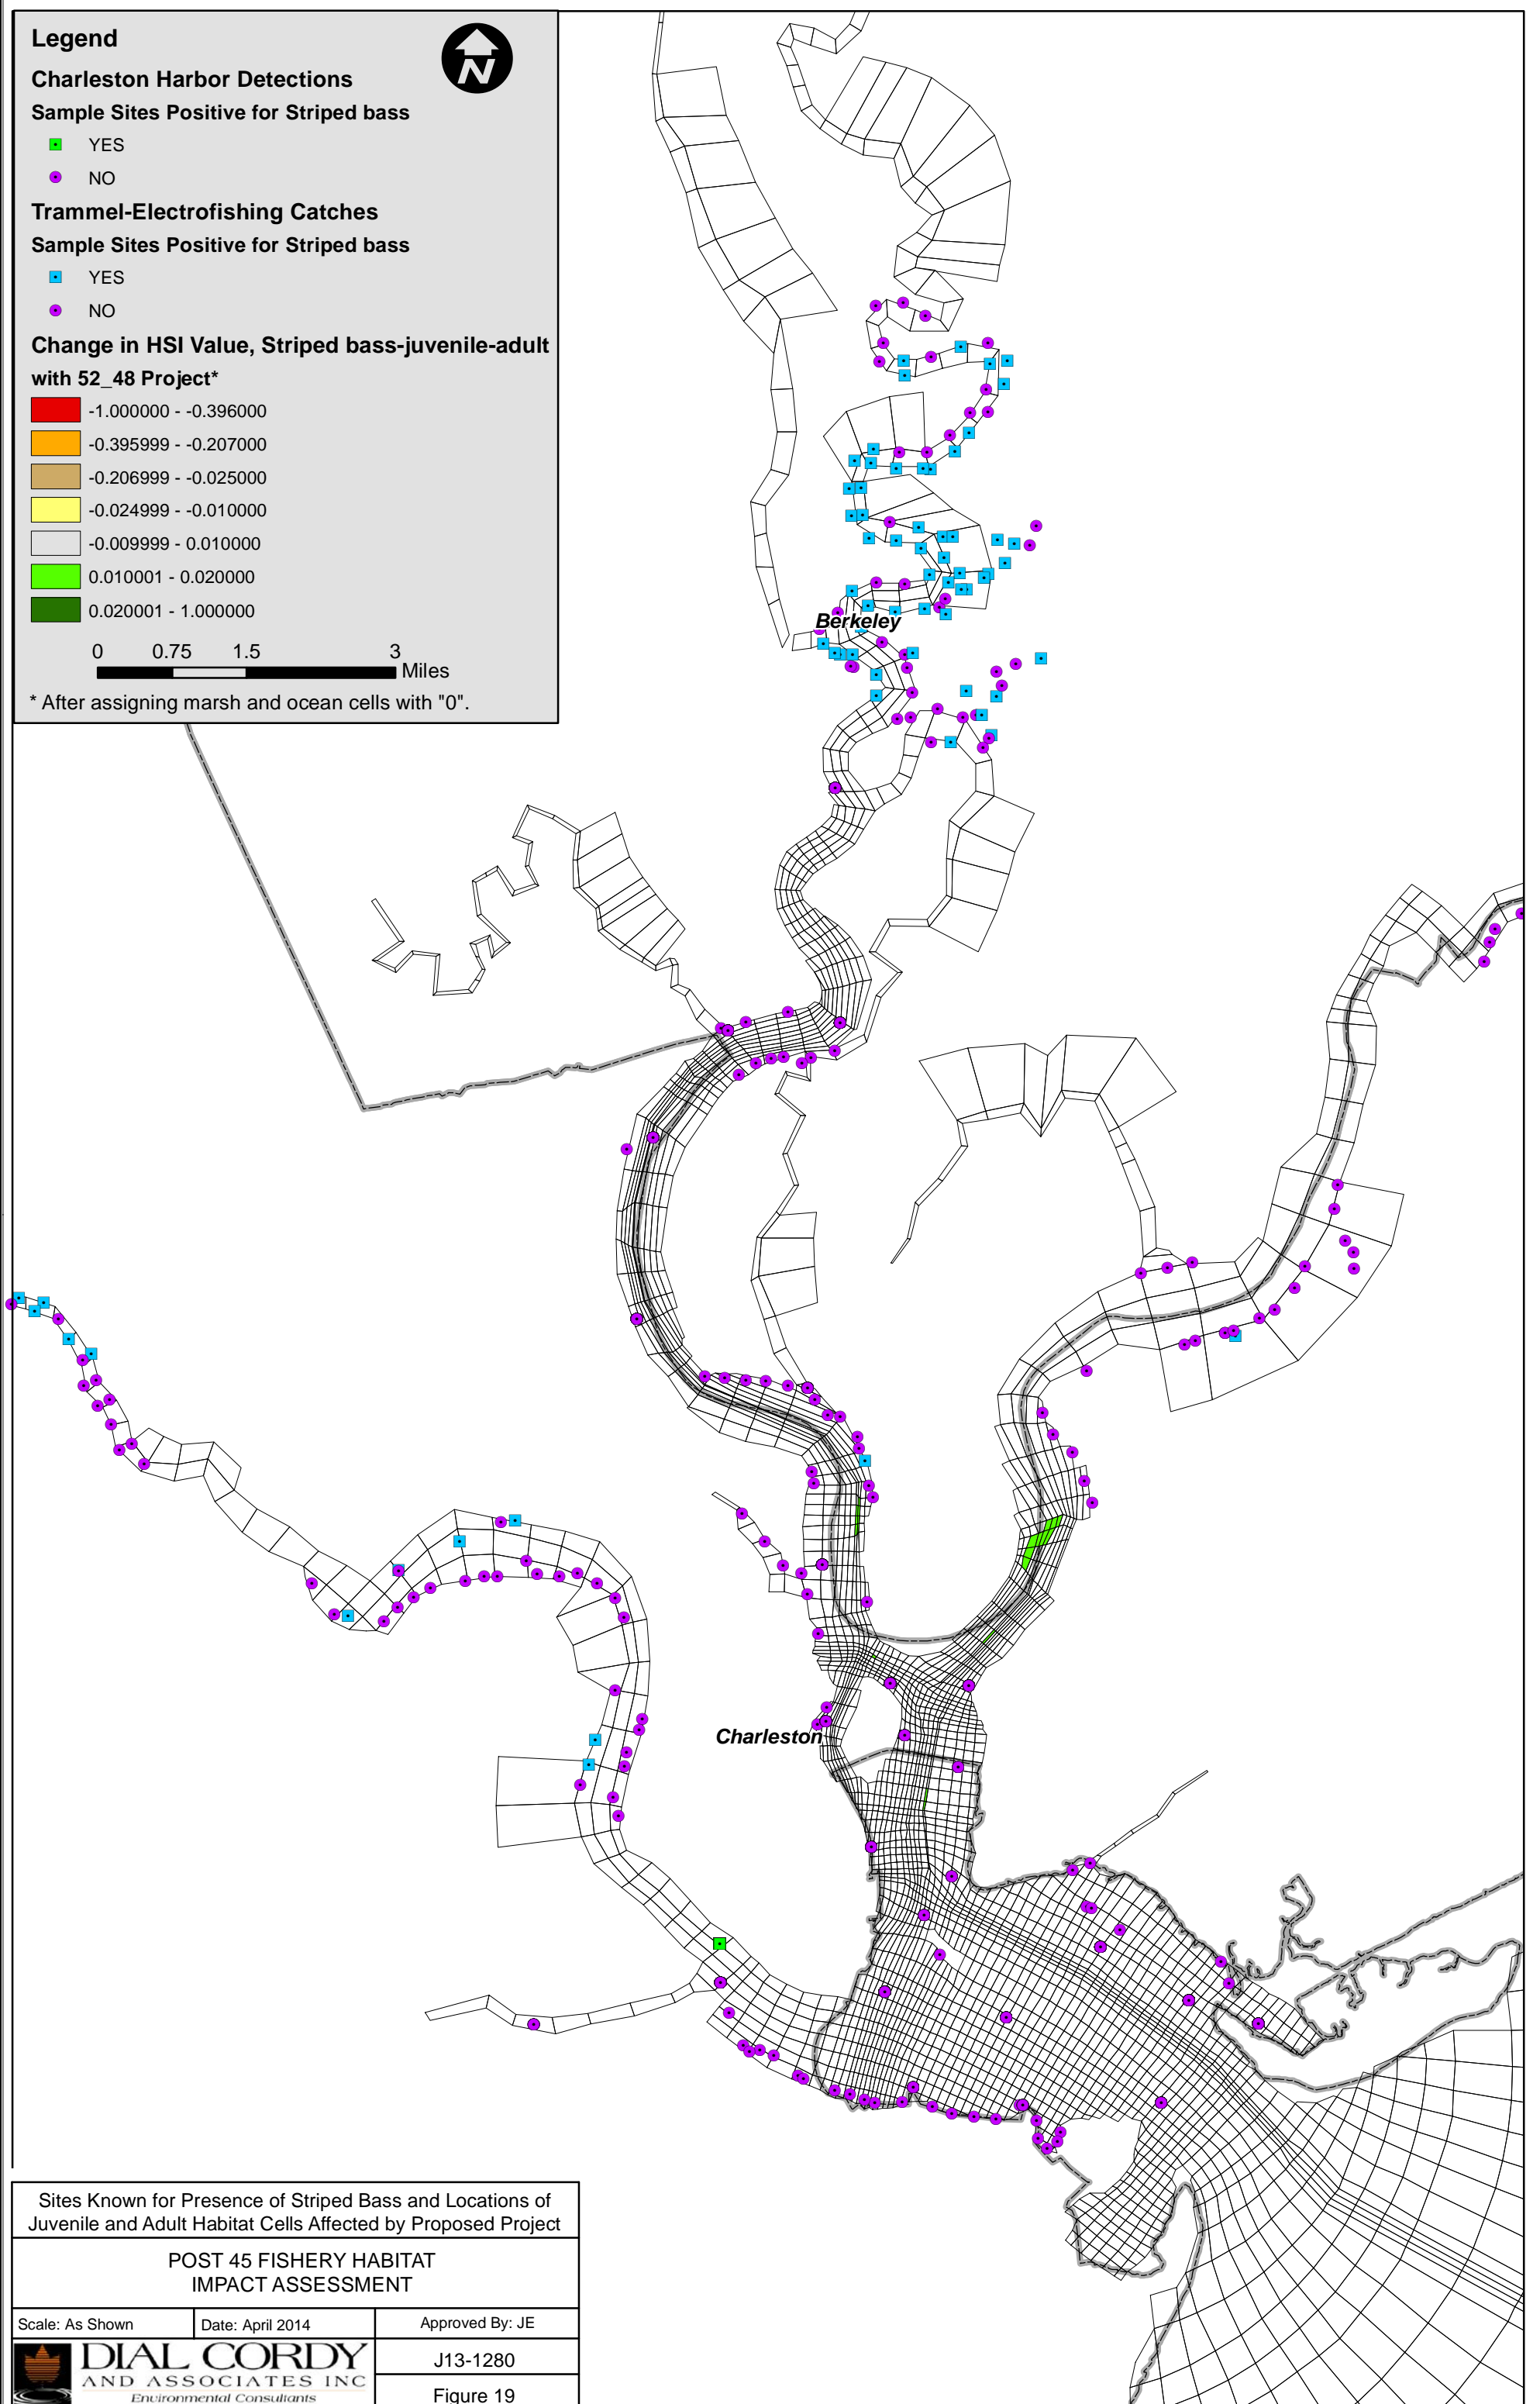 Legend
N
Charleston Harbor Detections
Sample Sites Positive for Striped bass
YES
NO
Trammel-Electrofishing Catches
Sample Sites Positive for Striped bass
YES
NO
Change in HSI Value, Striped bass-juvenile-adult
with 52_48 Project*
-1.000000 - -0.396000
-0.395999 - -0.207000
-0.206999 - -0.025000
-0.024999 - -0.010000
-0.009999 - 0.010000
0.010001 - 0.020000
0.020001 - 1.000000
0 0.75 1.5 3
Miles
* After assigning marsh and ocean cells with "0".
Berkeley
Charleston
Sites Known for Presence of Striped Bass and Locations of
Juvenile and Adult Habitat Cells Affected by Proposed Project
POST 45 FISHERY HABITAT
IMPACT ASSESSMENT
Scale: As Shown
Date: April 2014
Approved By: JE
DIAL CORDY
AND ASSOCIATES INC
Environmental Consultants
J13-1280
Figure 19